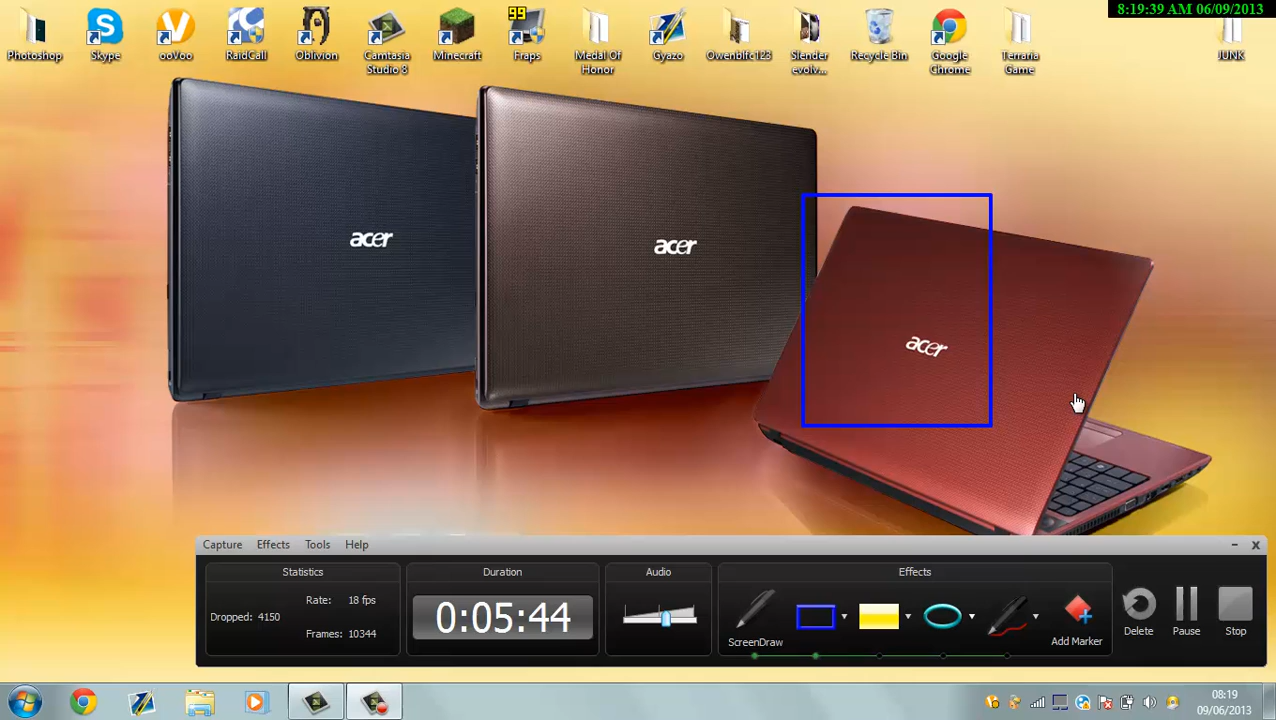 8:19:39 AM 06/09/2013
Photoshop
Skype
ooVoo
RaidCall
Oblivion
Camtasia
Studio 8
Minecraft
99
Fraps
Medal Of
Honor
Gyazo
Owenblfc123
Slender
evolv...
Recycle Bin
Google
Chrome
Terraria
Game
JUNK
acer
acer
acer
Capture Effects Tools Help
Statistics
Rate: 18 fps
Dropped: 4150
Frames: 10344
Duration
0:05:44
Audio
Effects
ScreenDraw
Add Marker
Delete
Pause
Stop
08:19
09/06/2013